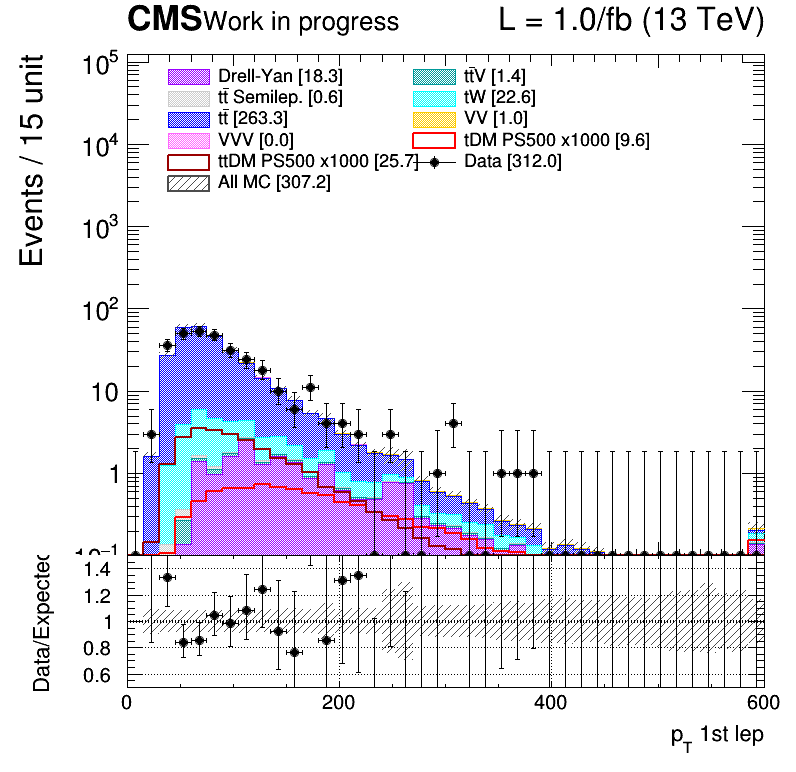 CMS Work in progress L = 1.0/fb (13 TeV)
Events / 15 unit
10⁵
10⁴
10³
10²
10
1
10⁻¹
Drell-Yan [18.3] tt̄V [1.4]
tt̄ Semilep. [0.6] tW [22.6]
tt̄ [263.3] VV [1.0]
VVV [0.0] tDM PS500 x1000 [9.6]
ttDM PS500 x1000 [25.7] Data [312.0]
All MC [307.2]
Data/Expected
1.4
1.2
1
0.8
0.6
0 200 400 600
p_T 1st lep